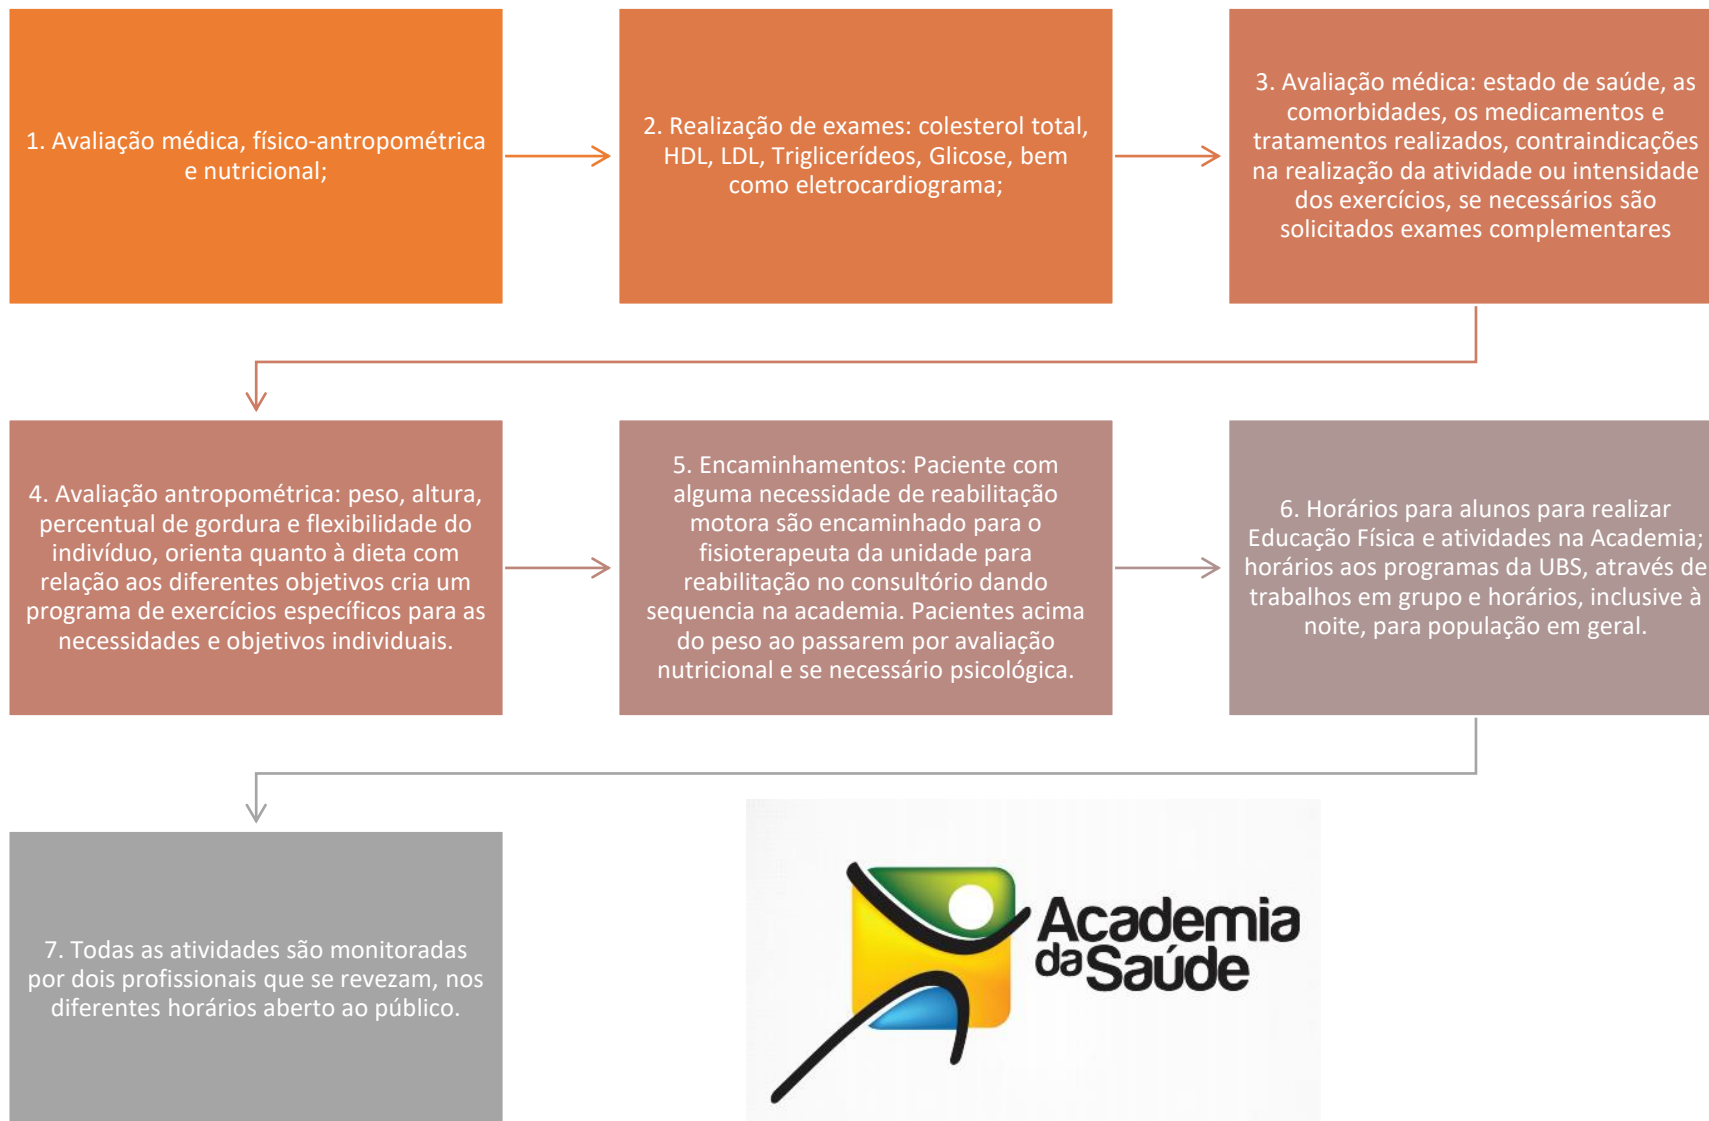 1. Avaliação médica, físico-antropométrica
e nutricional;
2. Realização de exames: colesterol total,
HDL, LDL, Triglicerídeos, Glicose, bem
como eletrocardiograma;
3. Avaliação médica: estado de saúde, as
comorbidades, os medicamentos e
tratamentos realizados, contraindicações
na realização da atividade ou intensidade
dos exercícios, se necessários são
solicitados exames complementares
4. Avaliação antropométrica: peso, altura,
percentual de gordura e flexibilidade do
indivíduo, orienta quanto à dieta com
relação aos diferentes objetivos cria um
programa de exercícios específicos para as
necessidades e objetivos individuais.
5. Encaminhamentos: Paciente com
alguma necessidade de reabilitação
motora são encaminhado para o
fisioterapeuta da unidade para
reabilitação no consultório dando
sequencia na academia. Pacientes acima
do peso ao passarem por avaliação
nutricional e se necessário psicológica.
6. Horários para alunos para realizar
Educação Física e atividades na Academia;
horários aos programas da UBS, através de
trabalhos em grupo e horários, inclusive à
noite, para população em geral.
7. Todas as atividades são monitoradas
por dois profissionais que se revezam, nos
diferentes horários aberto ao público.
Academia
da Saúde